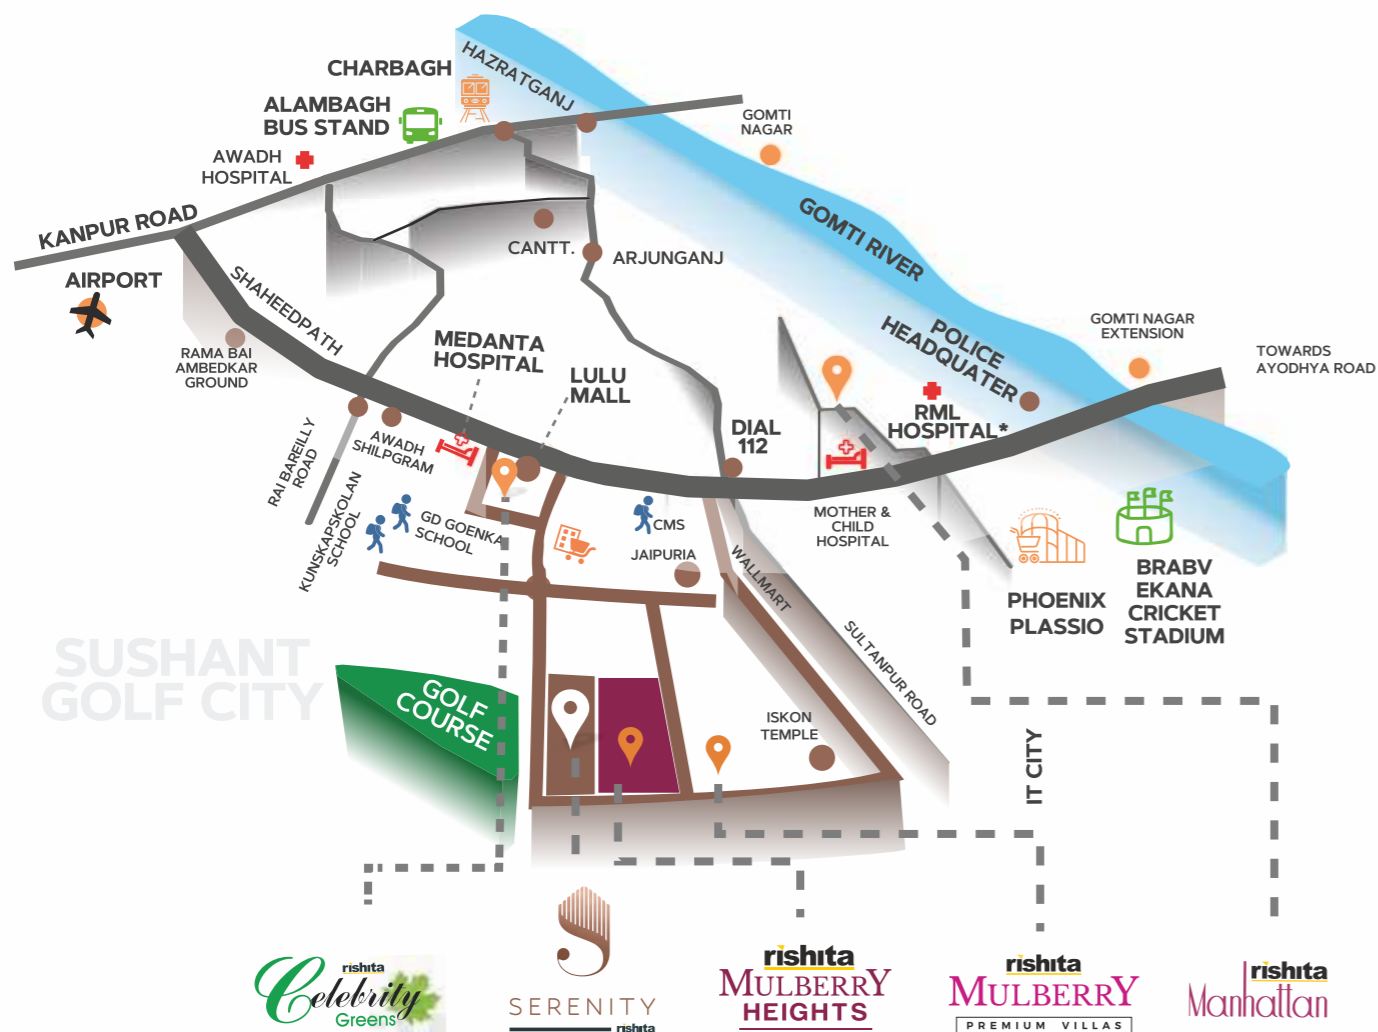 HAZRATGANJ
CHARBAGH
ALAMBAGH
BUS STAND
AWADH
HOSPITAL
GOMTI
NAGAR
KANPUR ROAD
GOMTI RIVER
CANTT.
ARJUNGANJ
AIRPORT
SHAHEEDPATH
RAMA BAI
AMBEDKAR
GROUND
MEDANTA
HOSPITAL
LULU
MALL
POLICE
HEADQUATER
GOMTI NAGAR
EXTENSION
TOWARDS
AYODHYA ROAD
RML
HOSPITAL*
DIAL
112
RAI BAREILLY
ROAD
AWADH
SHILPGRAM
KUNSKAPSKOLAN
SCHOOL
GD GOENKA
SCHOOL
CMS
JAIPURIA
WALLMART
MOTHER &
CHILD
HOSPITAL
PHOENIX
PLASSIO
BRABV
EKANA
CRICKET
STADIUM
SULTANPUR ROAD
SUSHANT
GOLF CITY
GOLF
COURSE
ISKON
TEMPLE
IT CITY
rishita
Celebrity
Greens
S
SERENITY
rishita
rishita
MULBERRY
HEIGHTS
rishita
MULBERRY
PREMIUM VILLAS
rishita
Manhattan